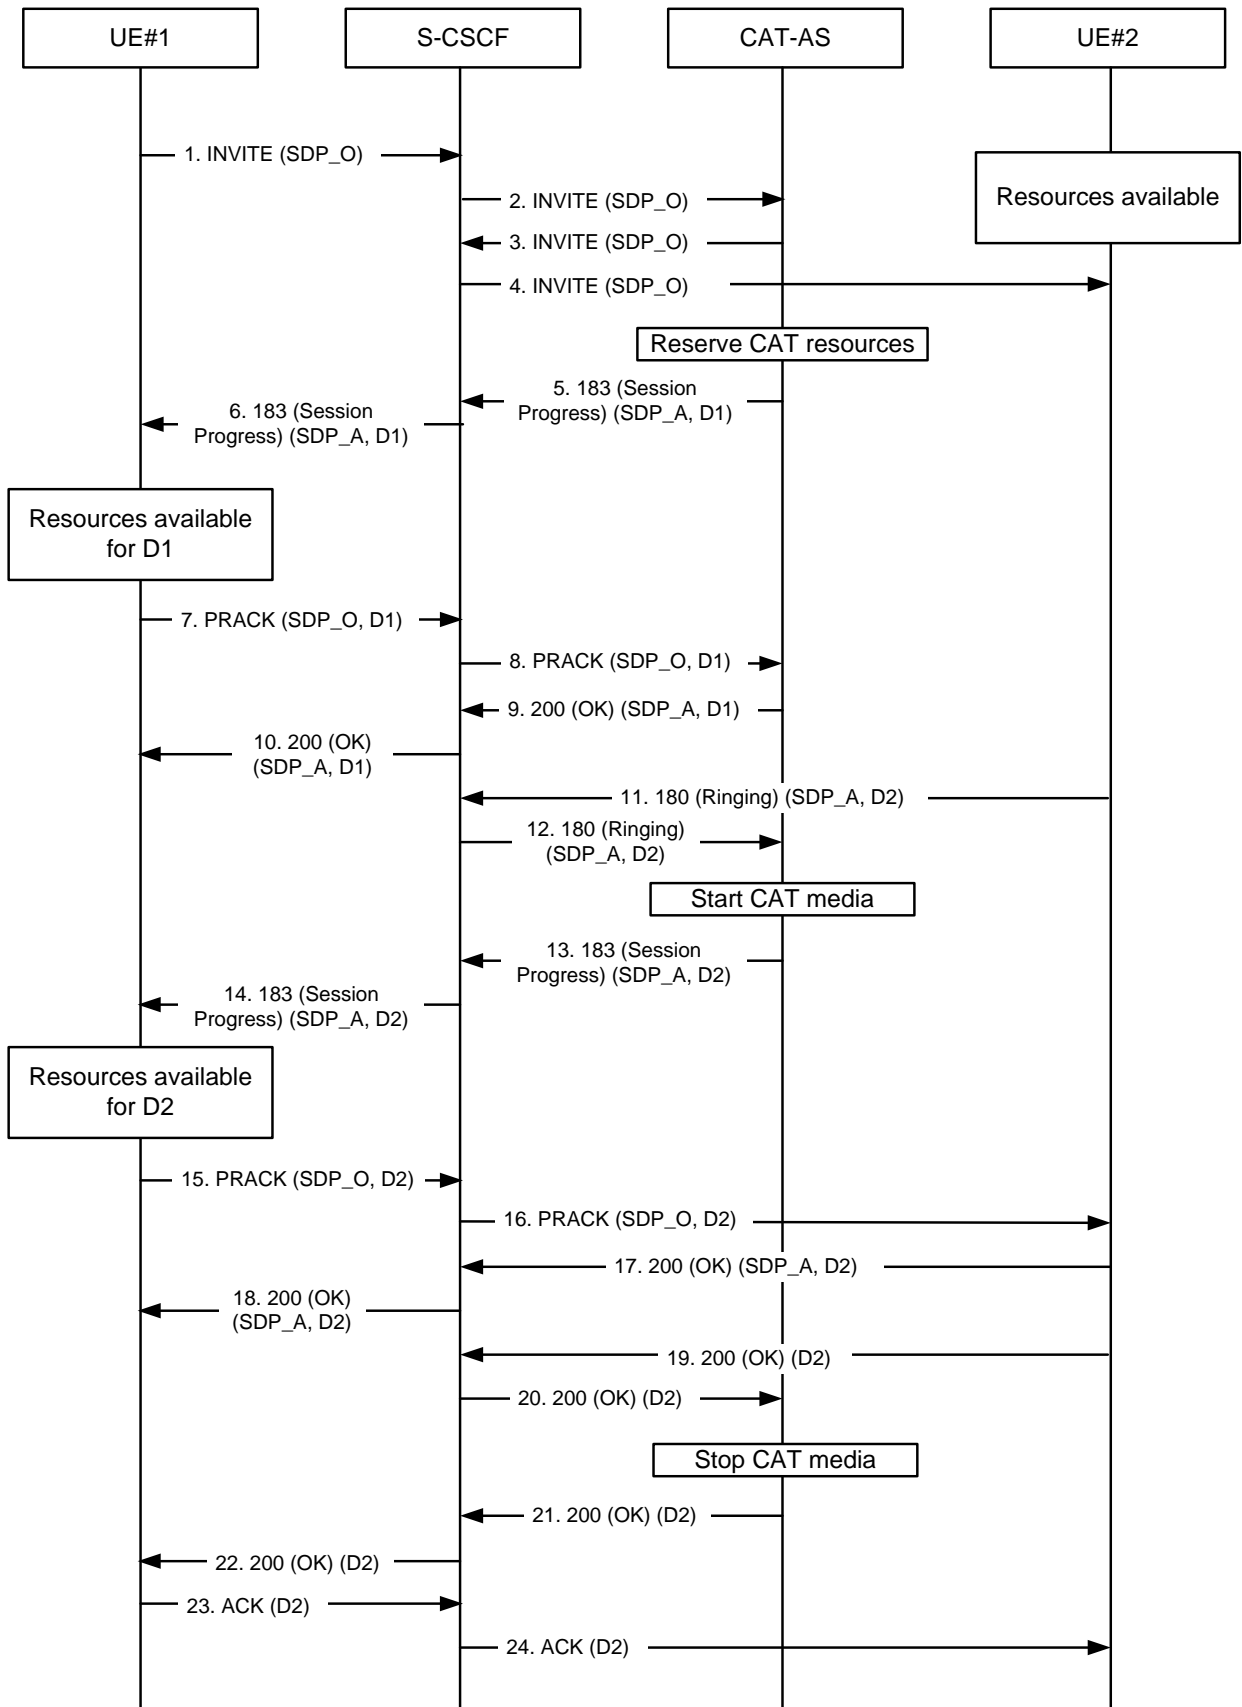 UE#1
S-CSCF
CAT-AS
UE#2
1. INVITE (SDP_O)
Resources available
2. INVITE (SDP_O)
3. INVITE (SDP_O)
4. INVITE (SDP_O)
Reserve CAT resources
5. 183 (Session
Progress) (SDP_A, D1)
6. 183 (Session
Progress) (SDP_A, D1)
Resources available
for D1
7. PRACK (SDP_O, D1)
8. PRACK (SDP_O, D1)
9. 200 (OK) (SDP_A, D1)
10. 200 (OK)
(SDP_A, D1)
11. 180 (Ringing) (SDP_A, D2)
12. 180 (Ringing)
(SDP_A, D2)
Start CAT media
13. 183 (Session
Progress) (SDP_A, D2)
14. 183 (Session
Progress) (SDP_A, D2)
Resources available
for D2
15. PRACK (SDP_O, D2)
16. PRACK (SDP_O, D2)
17. 200 (OK) (SDP_A, D2)
18. 200 (OK)
(SDP_A, D2)
19. 200 (OK) (D2)
20. 200 (OK) (D2)
Stop CAT media
21. 200 (OK) (D2)
22. 200 (OK) (D2)
23. ACK (D2)
24. ACK (D2)